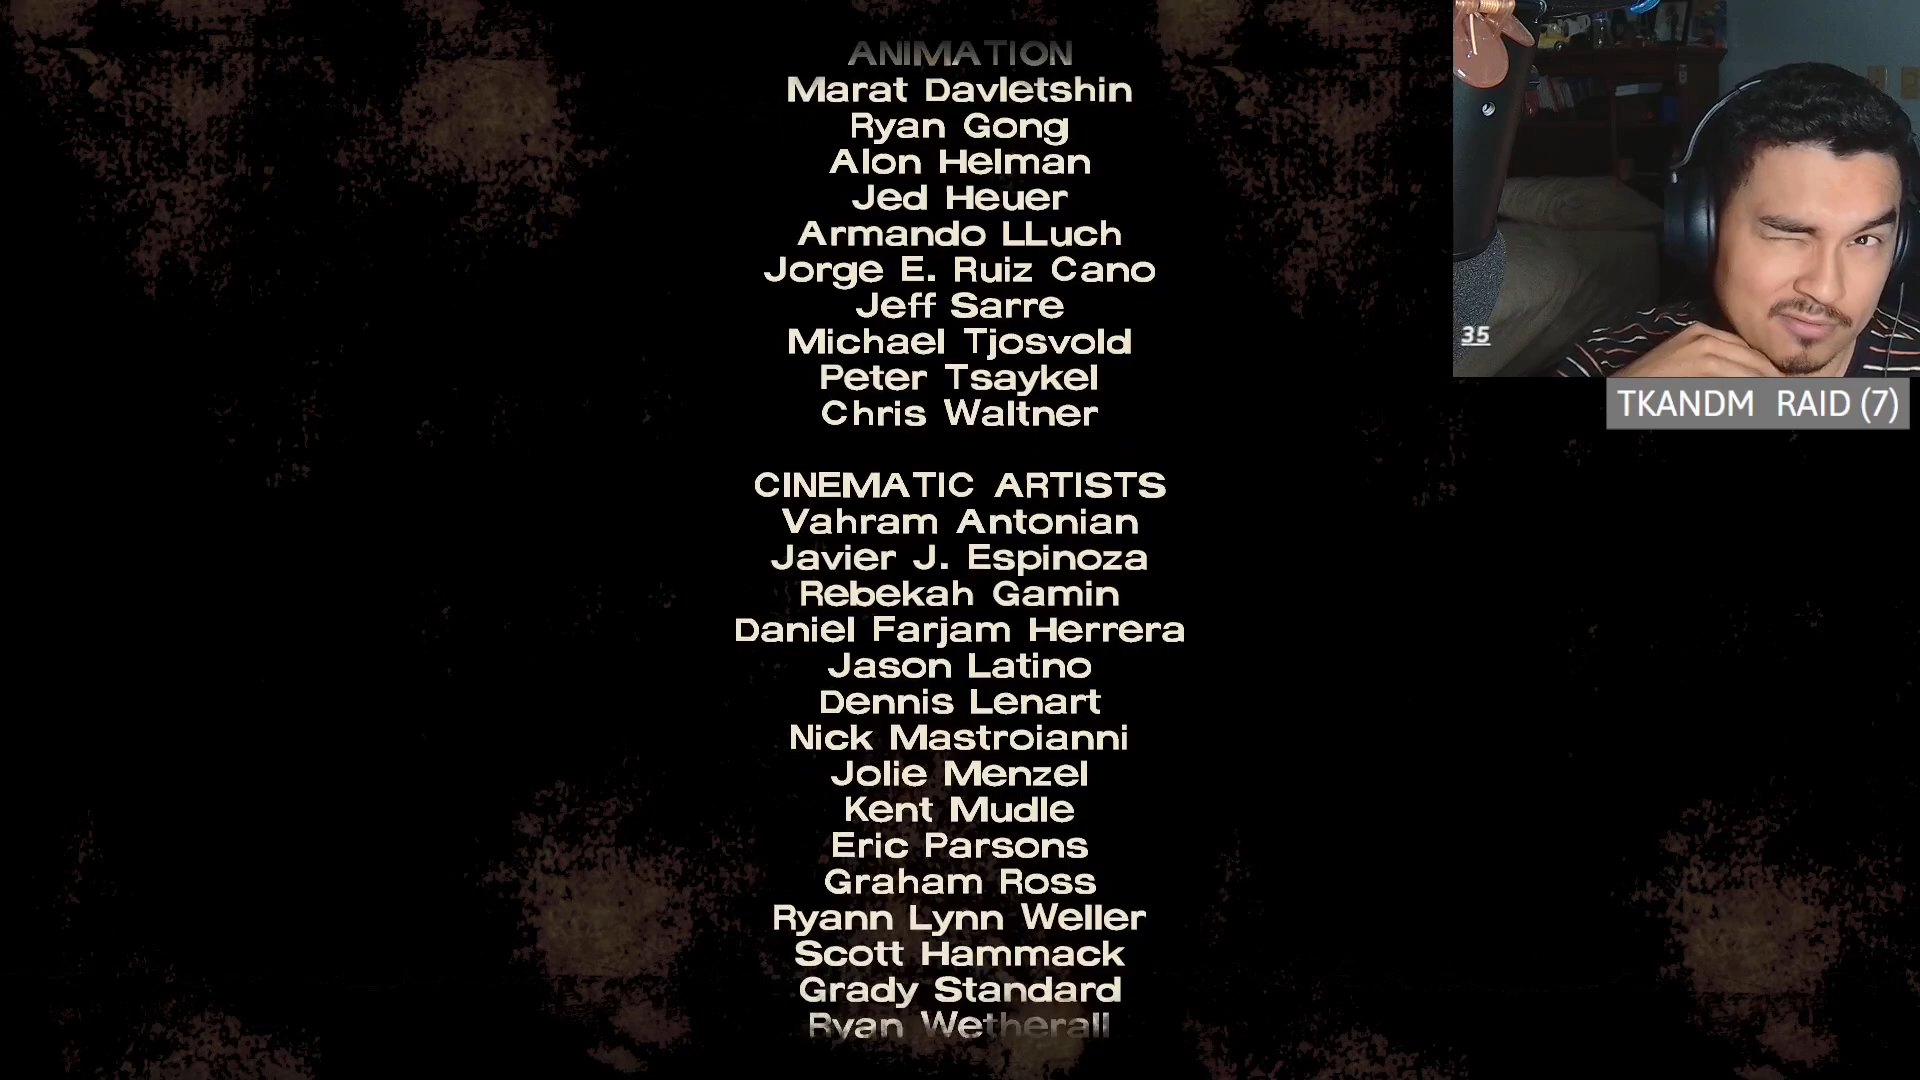 ANIMATION
Marat Davletshin
Ryan Gong
Alon Helman
Jed Heuer
Armando LLuch
Jorge E. Ruiz Cano
Jeff Sarre
Michael Tjosvold
Peter Tsaykel
Chris Waltner
CINEMATIC ARTISTS
Vahram Antonian
Javier J. Espinoza
Rebekah Gamin
Daniel Farjam Herrera
Jason Latino
Dennis Lenart
Nick Mastroianni
Jolie Menzel
Kent Mudle
Eric Parsons
Graham Ross
Ryann Lynn Weller
Scott Hammack
Grady Standard
Ryan Wetherall
35
TKANDM RAID (7)